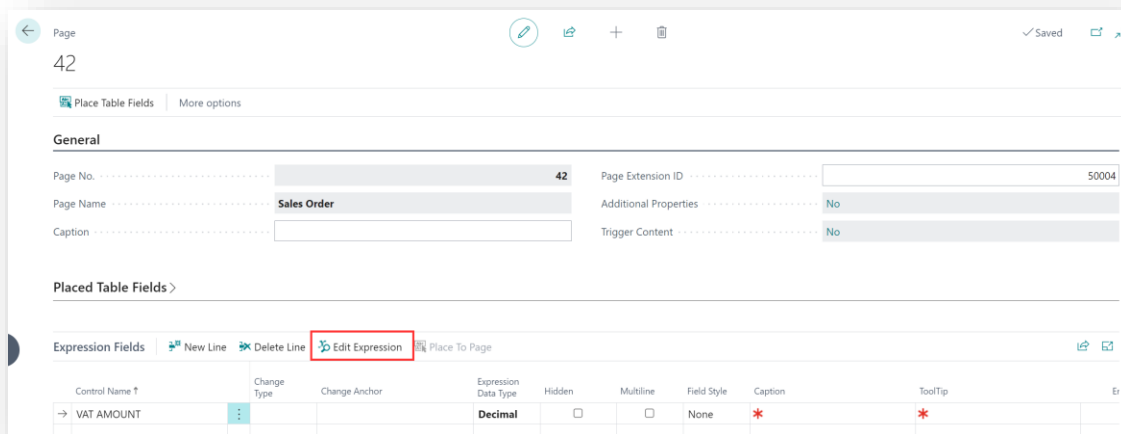 Page
Saved
42
Place Table Fields More options
General
Page No. 42 Page Extension ID 50004
Page Name Sales Order Additional Properties No
Caption Trigger Content No
Placed Table Fields
Expression Fields New Line Delete Line Edit Expression Place To Page
Control Name Change Type Change Anchor Expression Data Type Hidden Multiline Field Style Caption ToolTip
VAT AMOUNT Decimal None